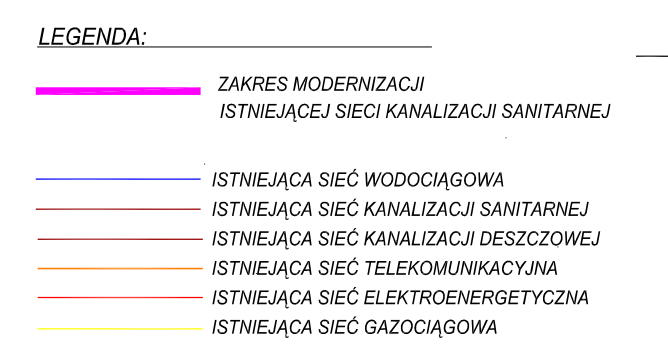 LEGENDA:
ZAKRES MODERNIZACJI
ISTNIEJĄCEJ SIECI KANALIZACJI SANITARNEJ
ISTNIEJĄCA SIEĆ WODOCIĄGOWA
ISTNIEJĄCA SIEĆ KANALIZACJI SANITARNEJ
ISTNIEJĄCA SIEĆ KANALIZACJI DESZCZOWEJ
ISTNIEJĄCA SIEĆ TELEKOMUNIKACYJNA
ISTNIEJĄCA SIEĆ ELEKTROENERGETYCZNA
ISTNIEJĄCA SIEĆ GAZOCIĄGOWA